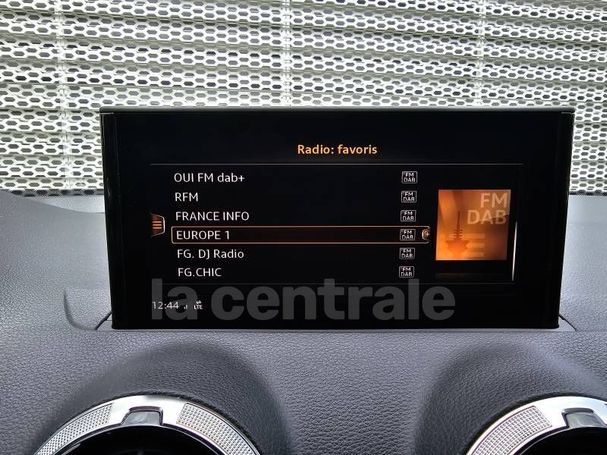 Radio: favoris
OUI FM dab+ FM DAB
RFM FM DAB
FRANCE INFO FM DAB
EUROPE 1 FM DAB
FG. DJ Radio FM DAB
FG.CHIC FM DAB
FM
DAB
12:44
la centrale